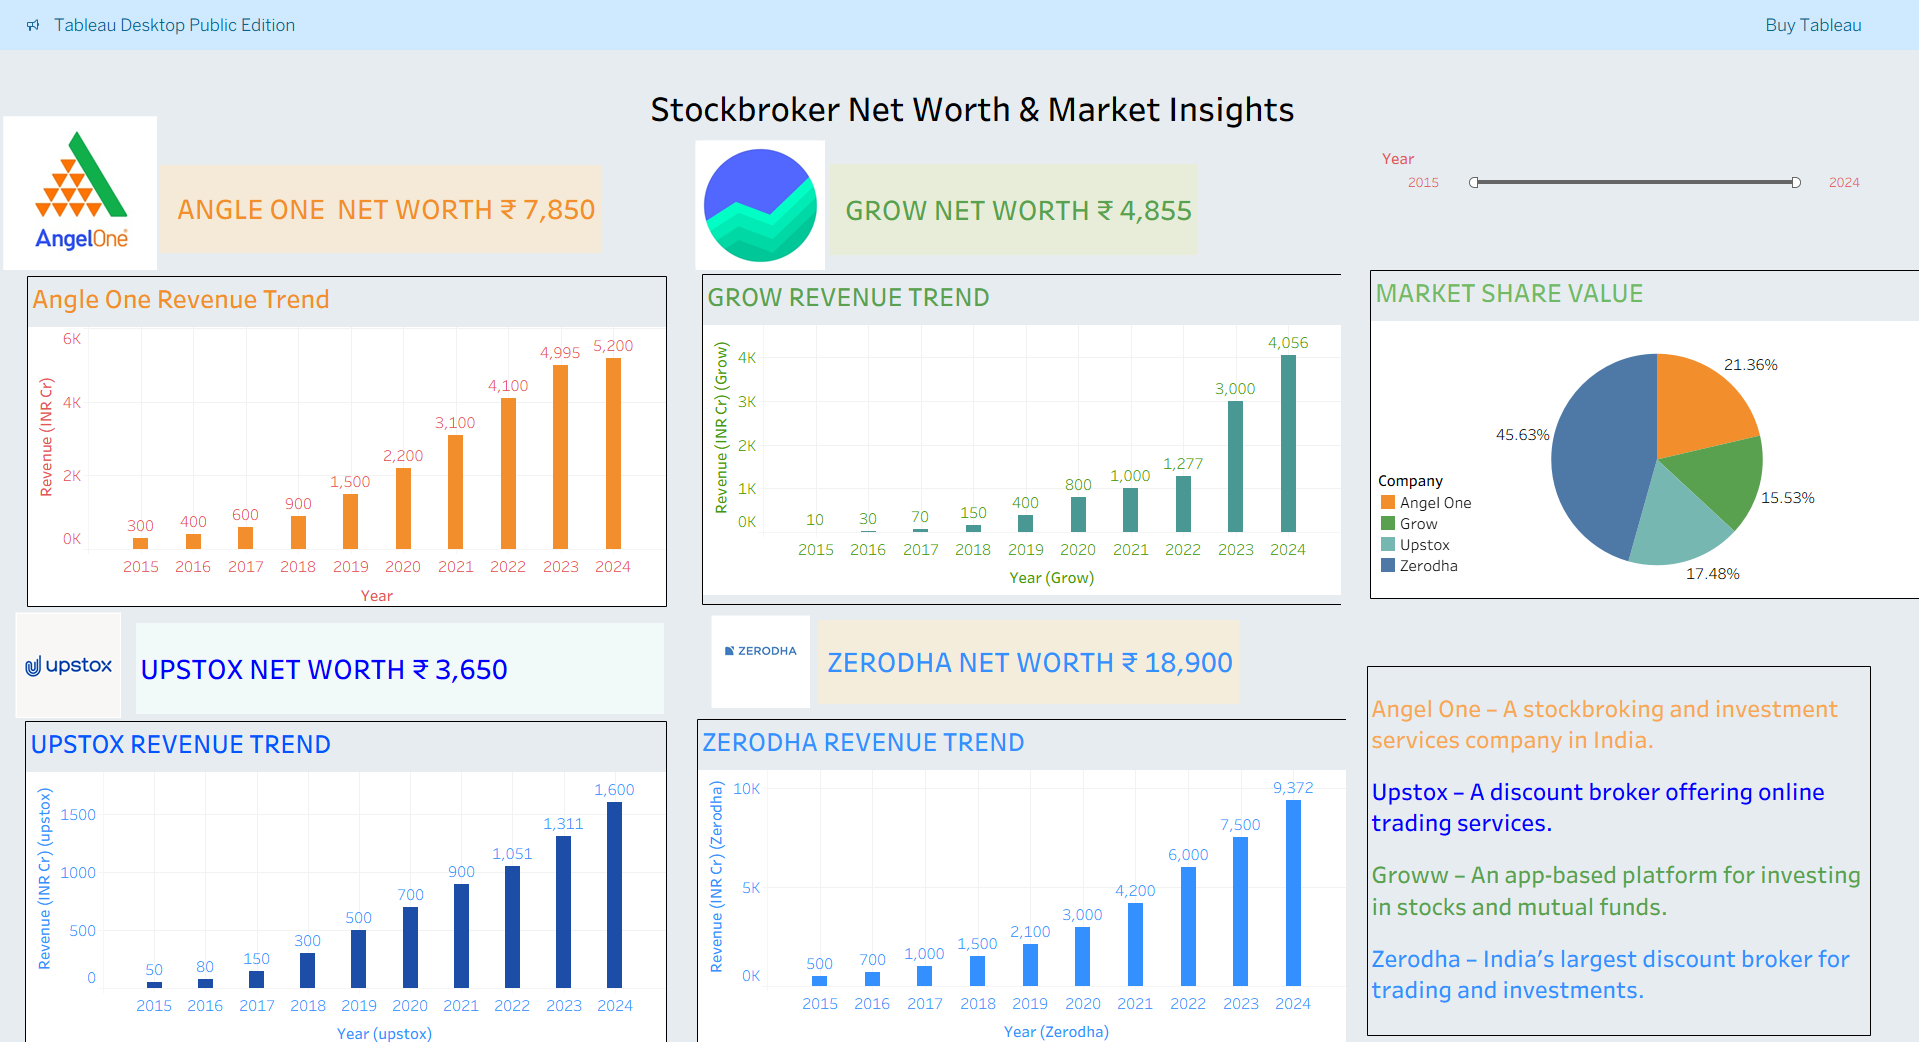 Tableau Desktop Public Edition
Buy Tableau
Stockbroker Net Worth & Market Insights
AngelOne
ANGLE ONE NET WORTH ₹ 7,850
GROW NET WORTH ₹ 4,855
Year
2015
2024
Angle One Revenue Trend
Revenue (INR Cr)
6K
4K
2K
0K
300
400
600
900
1,500
2,200
3,100
4,100
4,995
5,200
2015 2016 2017 2018 2019 2020 2021 2022 2023 2024
Year
GROW REVENUE TREND
Revenue (INR Cr) (Grow)
4K
3K
2K
1K
0K
10
30
70
150
400
800
1,000
1,277
3,000
4,056
2015 2016 2017 2018 2019 2020 2021 2022 2023 2024
Year (Grow)
MARKET SHARE VALUE
21.36%
15.53%
17.48%
45.63%
Company
Angel One
Grow
Upstox
Zerodha
upstox
UPSTOX NET WORTH ₹ 3,650
ZERODHA
ZERODHA NET WORTH ₹ 18,900
UPSTOX REVENUE TREND
Revenue (INR Cr) (upstox)
1500
1000
500
0
50
80
150
300
500
700
900
1,051
1,311
1,600
2015 2016 2017 2018 2019 2020 2021 2022 2023 2024
Year (upstox)
ZERODHA REVENUE TREND
Revenue (INR Cr) (Zerodha)
10K
5K
0K
500
700
1,000
1,500
2,100
3,000
4,200
6,000
7,500
9,372
2015 2016 2017 2018 2019 2020 2021 2022 2023 2024
Year (Zerodha)
Angel One – A stockbroking and investment
services company in India.
Upstox – A discount broker offering online
trading services.
Groww – An app-based platform for investing
in stocks and mutual funds.
Zerodha – India’s largest discount broker for
trading and investments.